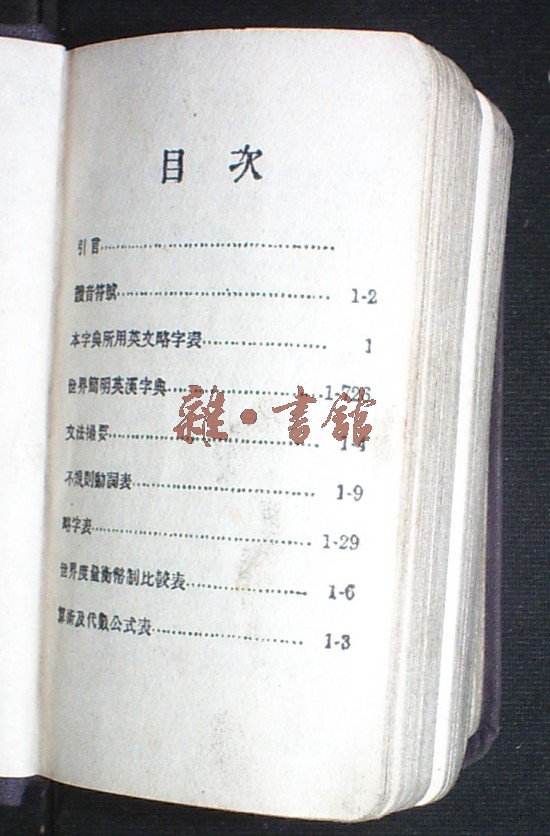 目 次
引言
讀音符號 1-2
本字典所用英文略字表 1
世界簡明英漢字典 1-726
文法撮要
不規則動詞表 1-9
略字表 1-29
世界度量衡幣制比較表 1-6
算術及代數公式表 1-3
雜·書館